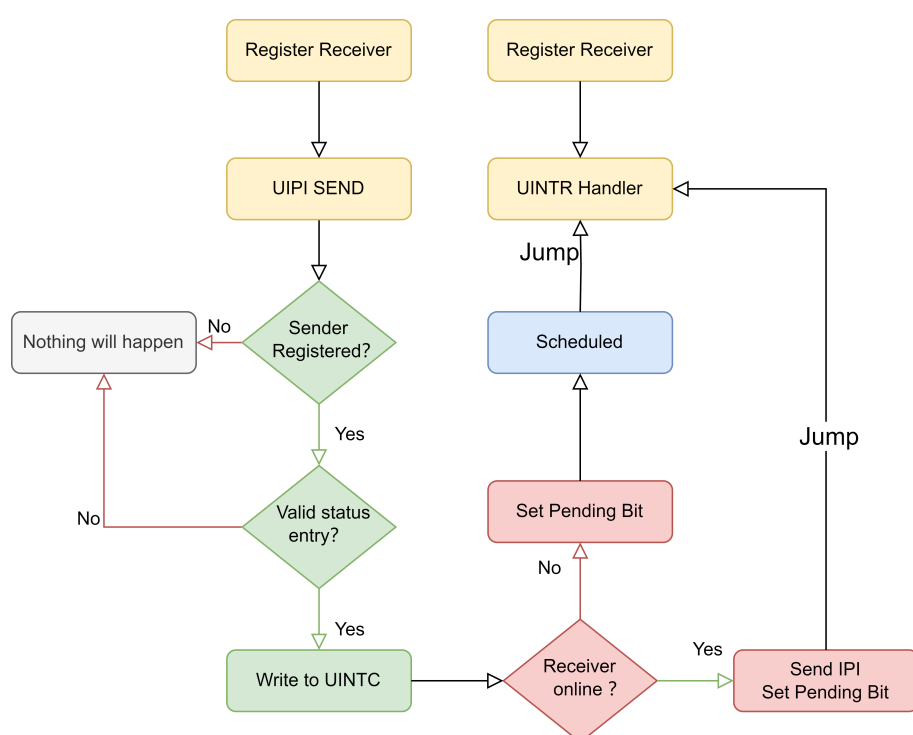 Register Receiver
Register Receiver
UIPI SEND
UINTR Handler
Jump
Nothing will happen
No
Sender
Registered?
Scheduled
Yes
Jump
Valid status
entry?
Set Pending Bit
No
No
Yes
Write to UINTC
Receiver
online ?
Yes
Send IPI
Set Pending Bit